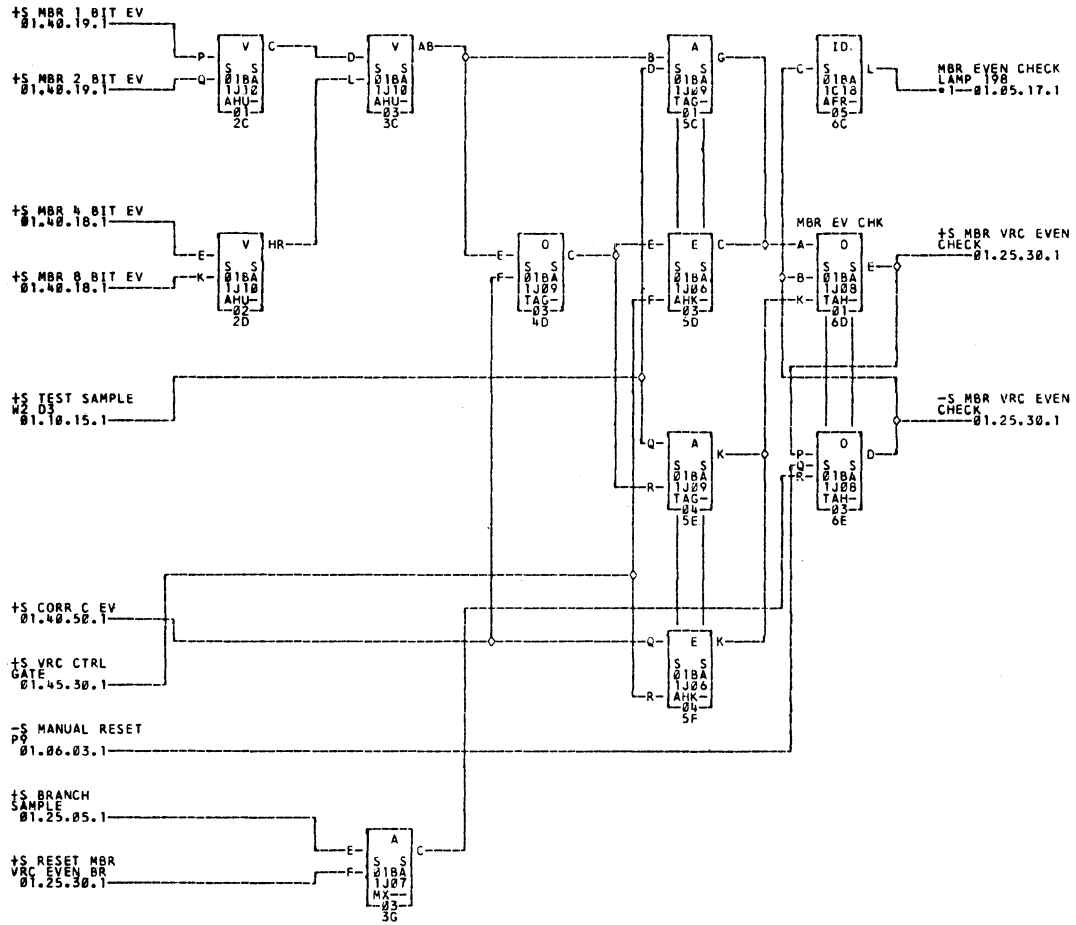 +S MBR 1 BIT EV
01.40.19.1
+S MBR 2 BIT EV
01.40.19.1
P
Q
V
S S
01BA
1J10
AHU-
01
2C
C
D
L
V
S S
01BA
1J10
AHU-
03
3C
AB
B
D
A
S S
01BA
1J09
TAG-
01
5C
G
C
ID.
S
01BA
1C18
AFR-
05
6C
L
MBR EVEN CHECK
LAMP 198
*1—01.05.17.1
+S MBR 4 BIT EV
01.40.18.1
+S MBR 8 BIT EV
01.40.18.1
E
K
V
S S
01BA
1J10
AHU-
02
2D
HR
E
F
O
S S
01BA
1J09
TAG-
03
4D
C
E
F
E
S S
01BA
1J06
AHK-
03
5D
C
MBR EV CHK
A
B
K
O
S S
01BA
1J08
TAH-
01
6D
E
+S MBR VRC EVEN
CHECK
01.25.30.1
+S TEST SAMPLE
W2 D3
01.10.15.1
Q
R
A
S S
01BA
1J09
TAG-
04
5E
K
P
Q
R
O
S S
01BA
1J08
TAH-
03
6E
D
-S MBR VRC EVEN
CHECK
01.25.30.1
+S CORR C EV
01.40.50.1
+S VRC CTRL
GATE
01.45.30.1
Q
R
E
S S
01BA
1J06
AHK-
04
5F
K
-S MANUAL RESET
P9
01.06.03.1
+S BRANCH
SAMPLE
01.25.05.1
+S RESET MBR
VRC EVEN BR
01.25.30.1
E
F
A
S S
01BA
1J07
MX--
03
3G
C